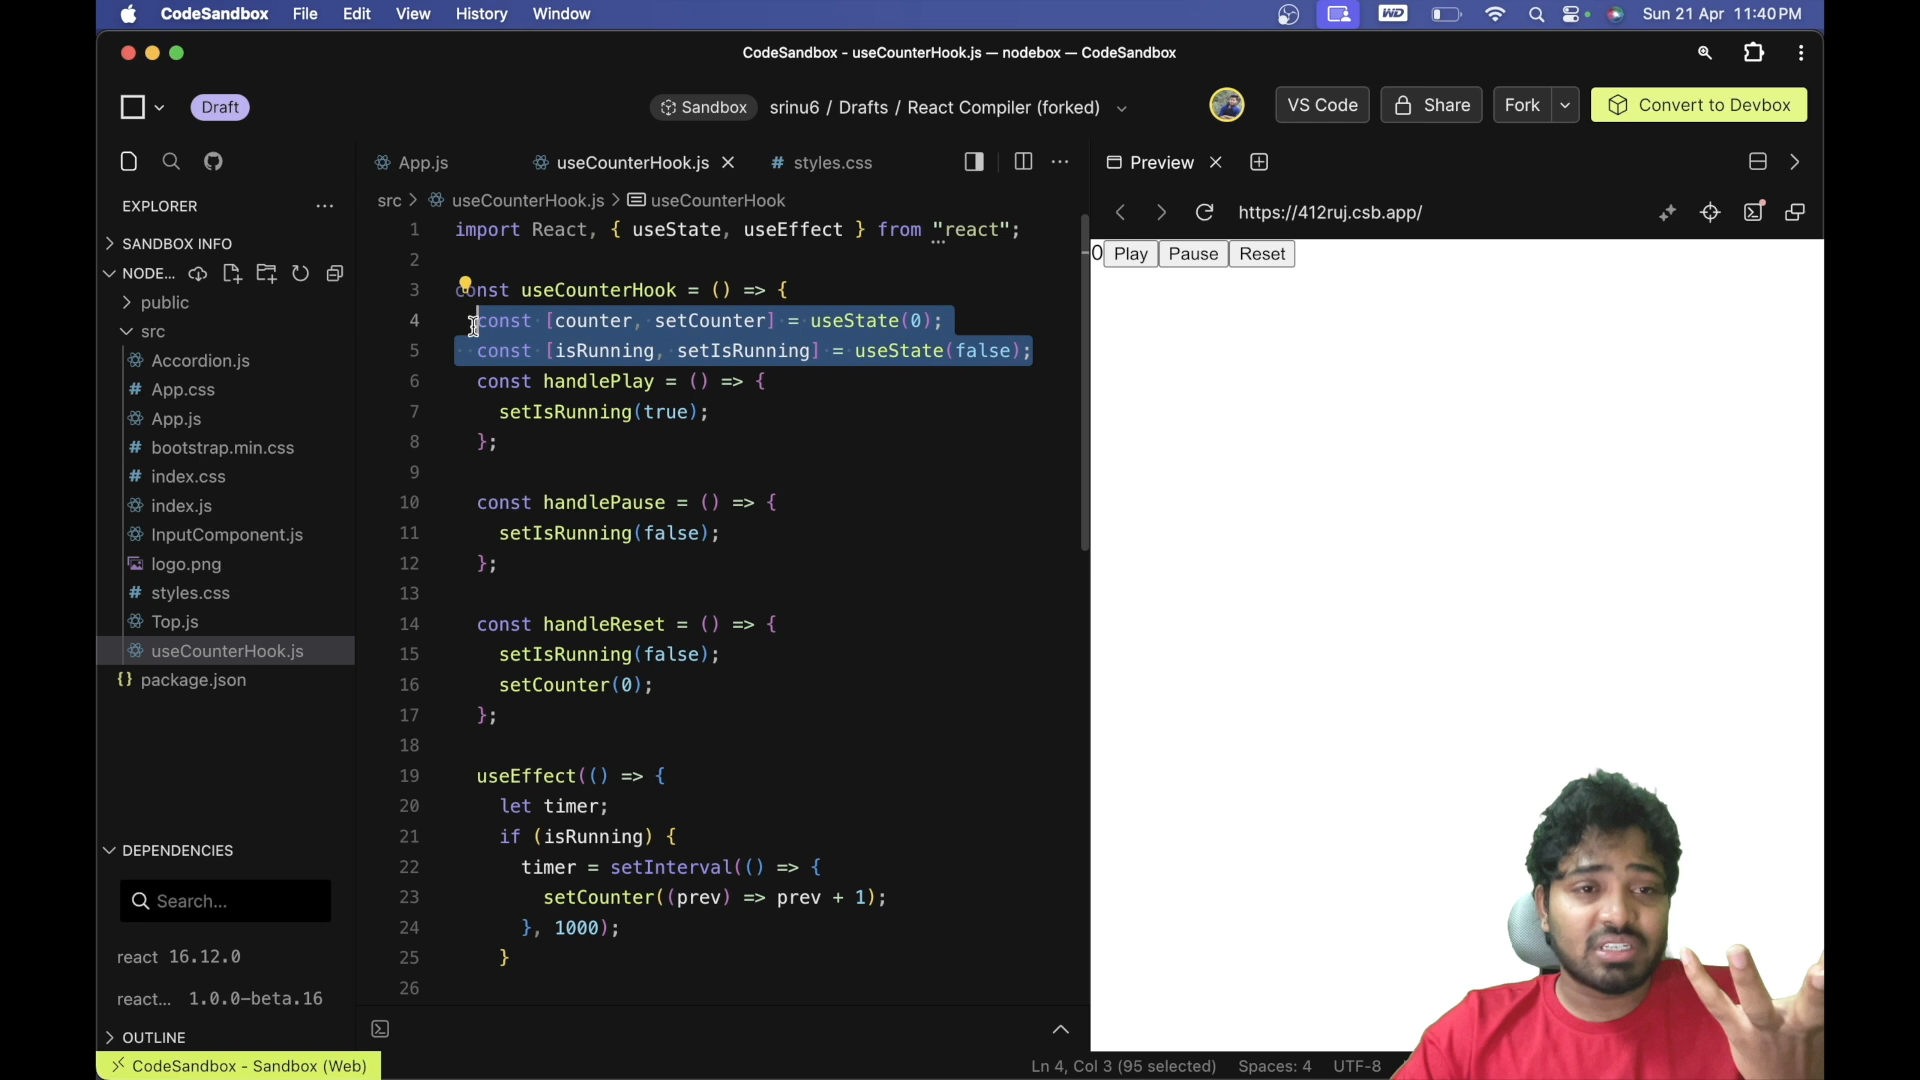 CodeSandbox File Edit View History Window WD Sun 21 Apr 11:40 PM
CodeSandbox - useCounterHook.js — nodebox — CodeSandbox
Draft Sandbox srinu6 / Drafts / React Compiler (forked) VS Code Share Fork Convert to Devbox
App.js useCounterHook.js # styles.css Preview
EXPLORER ...
src > useCounterHook.js > useCounterHook
https://412ruj.csb.app/
SANDBOX INFO
NODE...
public
src
Accordion.js
# App.css
App.js
# bootstrap.min.css
# index.css
index.js
InputComponent.js
logo.png
# styles.css
Top.js
useCounterHook.js
{} package.json
DEPENDENCIES
Search...
react 16.12.0
react... 1.0.0-beta.16
OUTLINE
1 import React, { useState, useEffect } from "react";
2
3 const useCounterHook = () => {
4 const [counter, setCounter] = useState(0);
5 const [isRunning, setIsRunning] = useState(false);
6 const handlePlay = () => {
7 setIsRunning(true);
8 };
9
10 const handlePause = () => {
11 setIsRunning(false);
12 };
13
14 const handleReset = () => {
15 setIsRunning(false);
16 setCounter(0);
17 };
18
19 useEffect(() => {
20 let timer;
21 if (isRunning) {
22 timer = setInterval(() => {
23 setCounter((prev) => prev + 1);
24 }, 1000);
25 }
26
0 Play Pause Reset
CodeSandbox - Sandbox (Web) Ln 4, Col 3 (95 selected) Spaces: 4 UTF-8